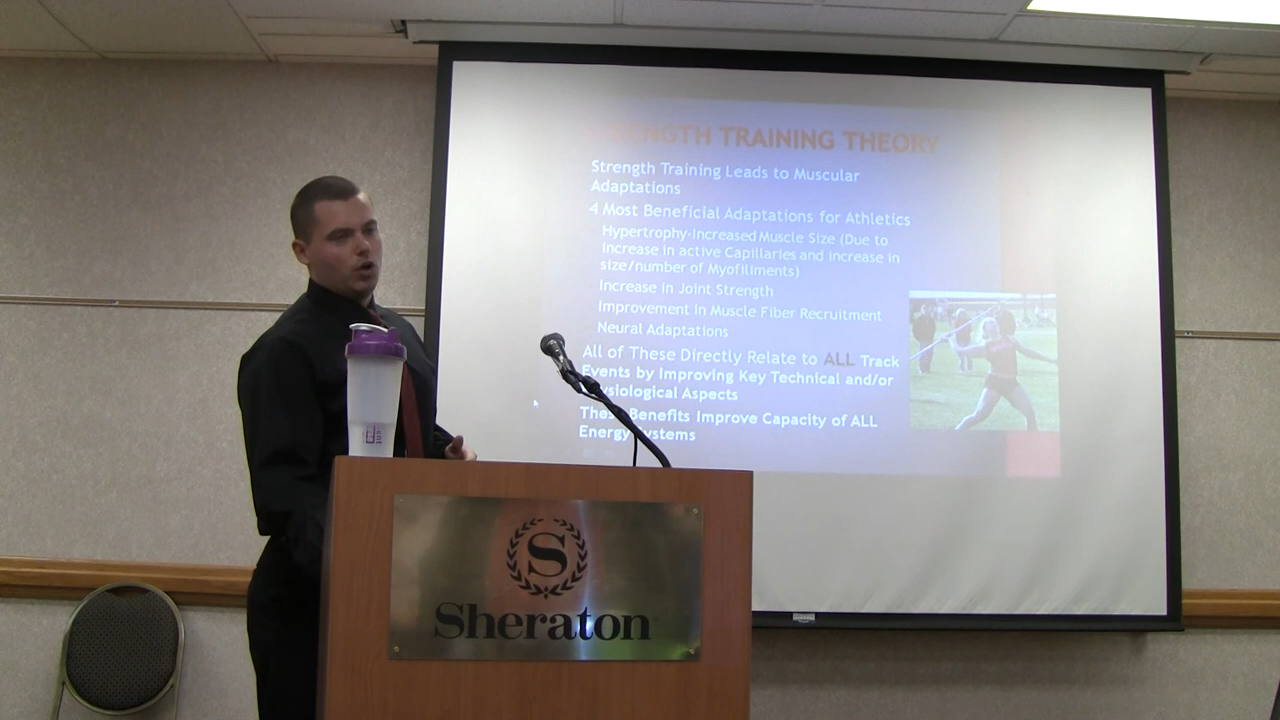 STRENGTH TRAINING THEORY
Strength Training Leads to Muscular
Adaptations
4 Most Beneficial Adaptations for Athletics
Hypertrophy-Increased Muscle Size (Due to
increase in active Capillaries and increase in
size/number of Myofiliments)
Increase in Joint Strength
Improvement in Muscle Fiber Recruitment
Neural Adaptations
All of These Directly Relate to ALL Track
Events by Improving Key Technical and/or
Physiological Aspects
These Benefits Improve Capacity of ALL
Energy Systems
S
Sheraton